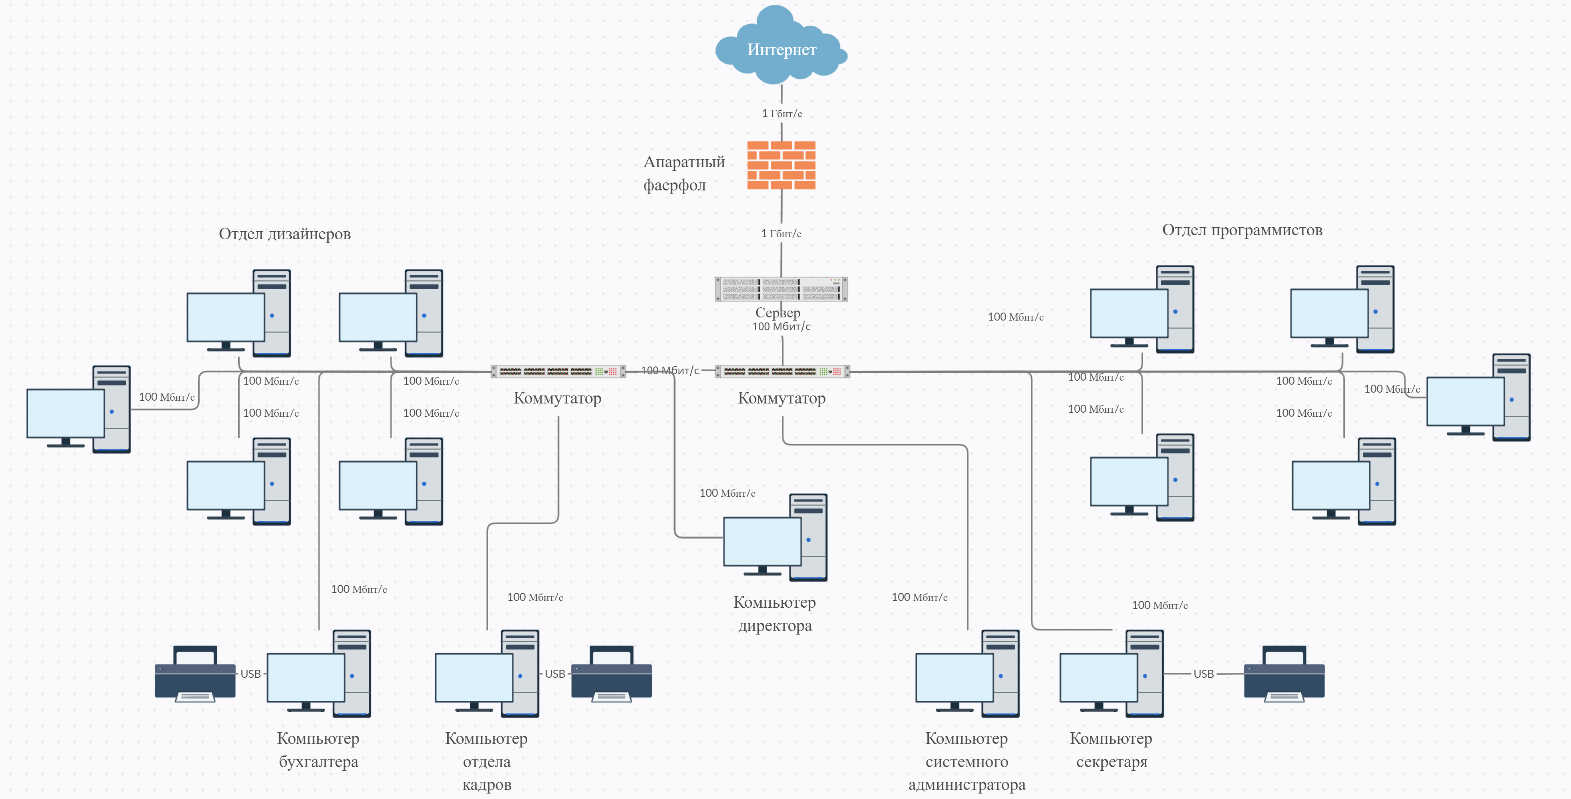 Интернет
1 Гбит/с
Апаратный
фасрфол
1 Гбит/с
Отдел дизайнеров
Отдел программистов
Сервер
100 Мбит/с
100 Мбит/с
100 Мбит/с
100 Мбит/с
100 Мбит/с
100 Мбит/с
100 Мбит/с
100 Мбит/с
100 Мбит/с
100 Мбит/с
Коммутатор
Коммутатор
100 Мбит/с
100 Мбит/с
100 Мбит/с
100 Мбит/с
100 Мбит/с
100 Мбит/с
100 Мбит/с
100 Мбит/с
100 Мбит/с
Компьютер
директора
USB
USB
USB
Компьютер
бухгалтера
Компьютер
отдела
кадров
Компьютер
системного
администратора
Компьютер
секретаря